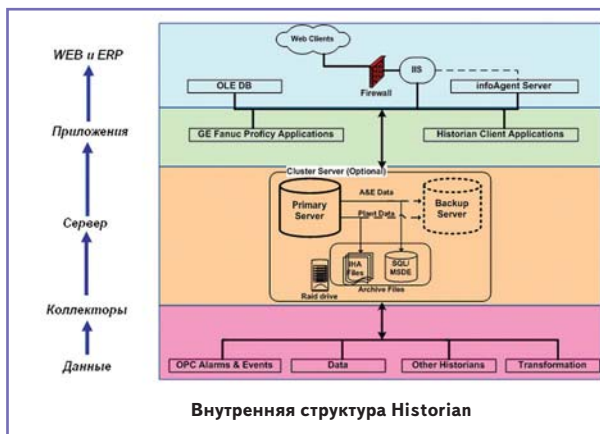 WEB и ERP
Приложения
Сервер
Коллекторы
Данные
Web Clients
IIS
Firewall
OLE DB
infoAgent Server
GE Fanuc Proficy Applications
Historian Client Applications
Cluster Server (Optional)
Primary
Server
A&E Data
Plant Data
Backup
Server
Raid drive
IHA
Files
SQL/
MSDE
Archive Files
OPC Alarms & Events
Data
Other Historians
Transformation
Внутренняя структура Historian